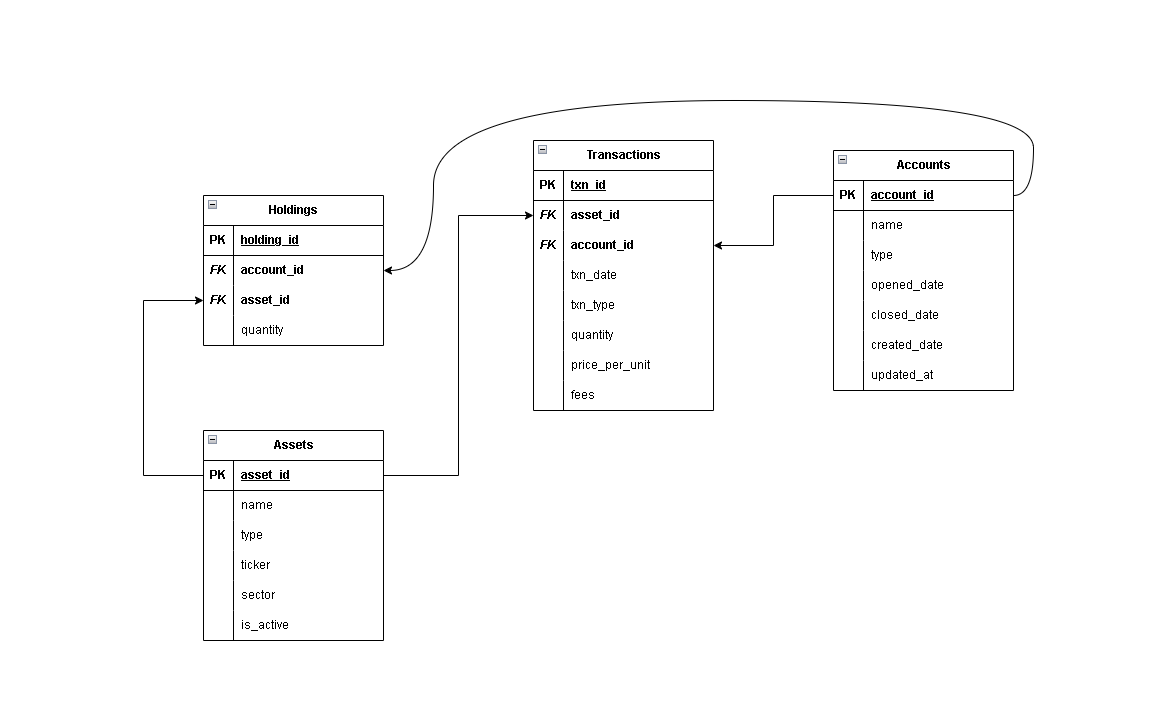 Holdings
PK holding_id
FK account_id
FK asset_id
quantity
Assets
PK asset_id
name
type
ticker
sector
is_active
Transactions
PK txn_id
FK asset_id
FK account_id
txn_date
txn_type
quantity
price_per_unit
fees
Accounts
PK account_id
name
type
opened_date
closed_date
created_date
updated_at